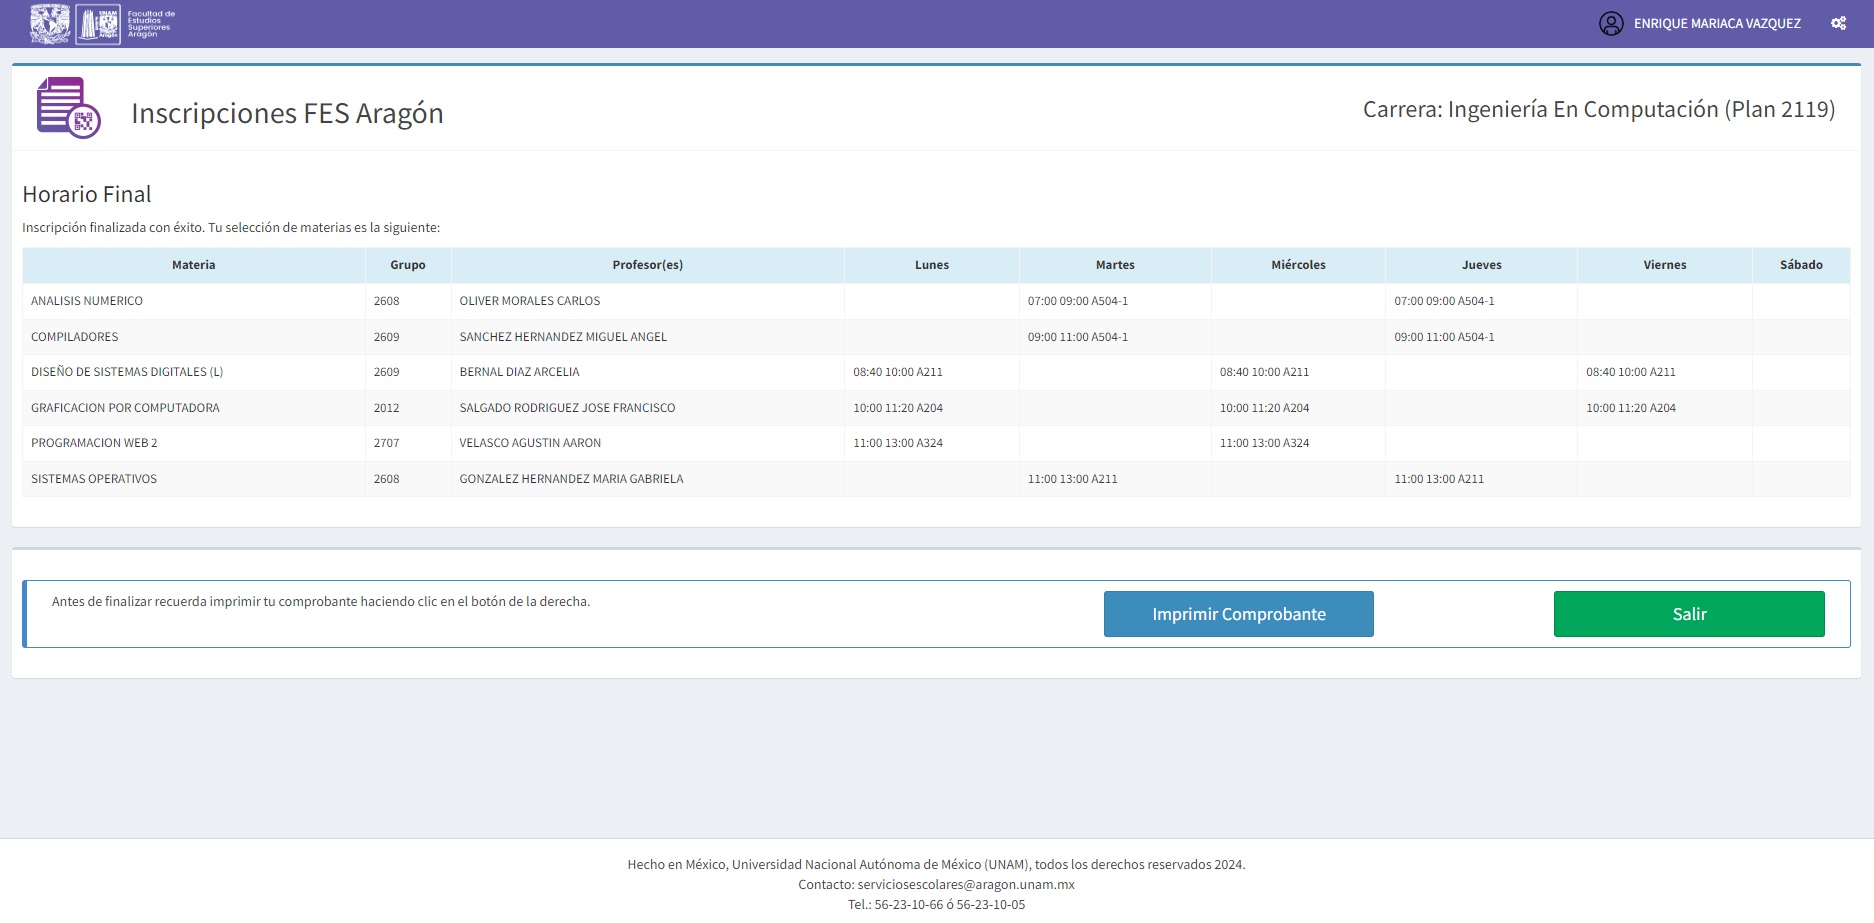 UNAM
Aragón
Facultad de
Estudios
Superiores
Aragón
ENRIQUE MARIACA VAZQUEZ
Inscripciones FES Aragón
Carrera: Ingeniería En Computación (Plan 2119)
Horario Final
Inscripción finalizada con éxito. Tu selección de materias es la siguiente:
Materia Grupo Profesor(es) Lunes Martes Miércoles Jueves Viernes Sábado
ANALISIS NUMERICO 2608 OLIVER MORALES CARLOS 07:00 09:00 A504-1 07:00 09:00 A504-1
COMPILADORES 2609 SANCHEZ HERNANDEZ MIGUEL ANGEL 09:00 11:00 A504-1 09:00 11:00 A504-1
DISEÑO DE SISTEMAS DIGITALES (L) 2609 BERNAL DIAZ ARCELIA 08:40 10:00 A211 08:40 10:00 A211 08:40 10:00 A211
GRAFICACION POR COMPUTADORA 2012 SALGADO RODRIGUEZ JOSE FRANCISCO 10:00 11:20 A204 10:00 11:20 A204 10:00 11:20 A204
PROGRAMACION WEB 2 2707 VELASCO AGUSTIN AARON 11:00 13:00 A324 11:00 13:00 A324
SISTEMAS OPERATIVOS 2608 GONZALEZ HERNANDEZ MARIA GABRIELA 11:00 13:00 A211 11:00 13:00 A211
Antes de finalizar recuerda imprimir tu comprobante haciendo clic en el botón de la derecha.
Imprimir Comprobante
Salir
Hecho en México, Universidad Nacional Autónoma de México (UNAM), todos los derechos reservados 2024.
Contacto: serviciosescolares@aragon.unam.mx
Tel.: 56-23-10-66 ó 56-23-10-05